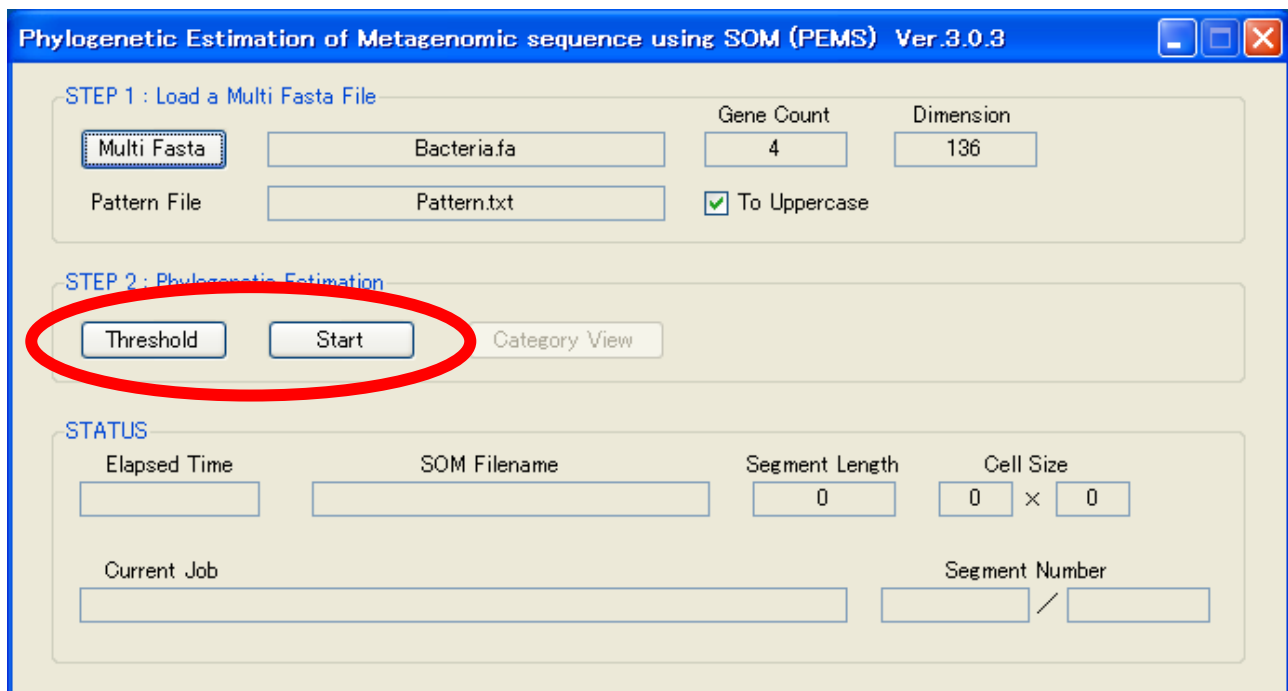 Phylogenetic Estimation of Metagenomic sequence using SOM (PEMS) Ver.3.0.3
STEP 1 : Load a Multi Fasta File
Gene Count Dimension
Multi Fasta Bacteria.fa 4 136
Pattern File Pattern.txt To Uppercase
STEP 2 : Phylogenetic Estimation
Threshold Start Category View
STATUS
Elapsed Time SOM Filename Segment Length Cell Size
0 0 × 0
Current Job Segment Number
/